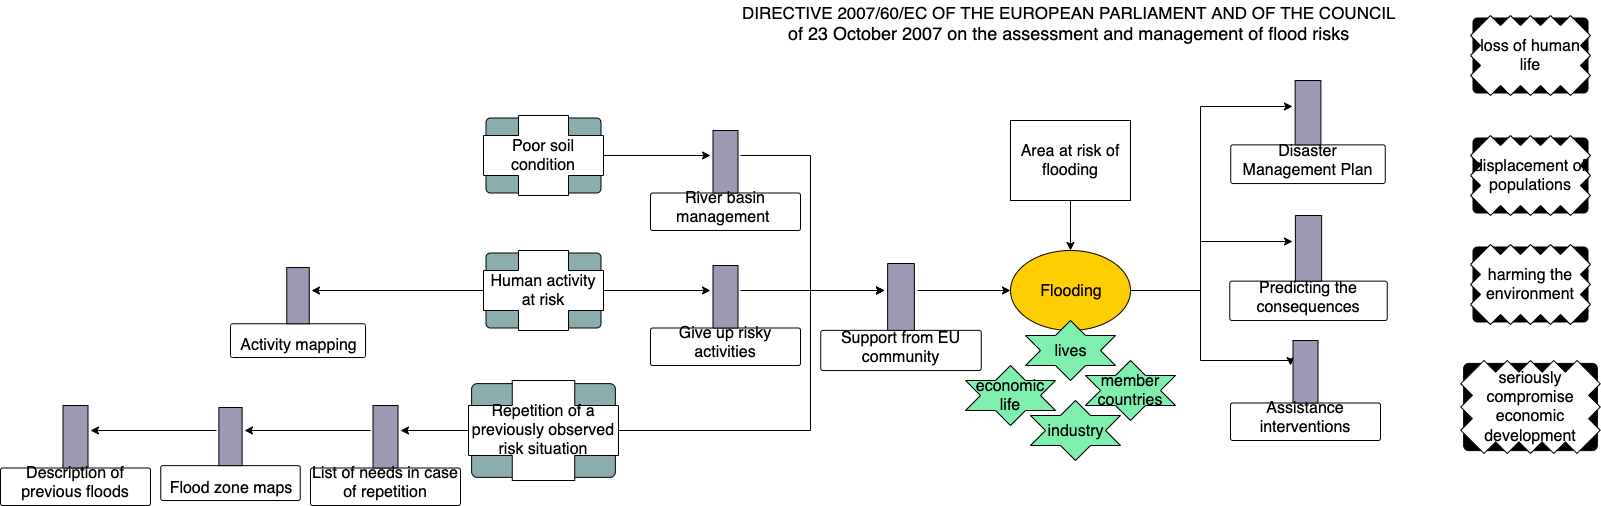 DIRECTIVE 2007/60/EC OF THE EUROPEAN PARLIAMENT AND OF THE COUNCIL
of 23 October 2007 on the assessment and management of flood risks
loss of human
life
Poor soil
condition
River basin
management
Area at risk of
flooding
Disaster
Management Plan
displacement of
populations
Human activity
at risk
Activity mapping
Give up risky
activities
Support from EU
community
Flooding
Predicting the
consequences
harming the
environment
lives
economic
life
member
countries
industry
Repetition of a
previously observed
risk situation
Description of
previous floods
Flood zone maps
List of needs in case
of repetition
Assistance
interventions
seriously
compromise
economic
development